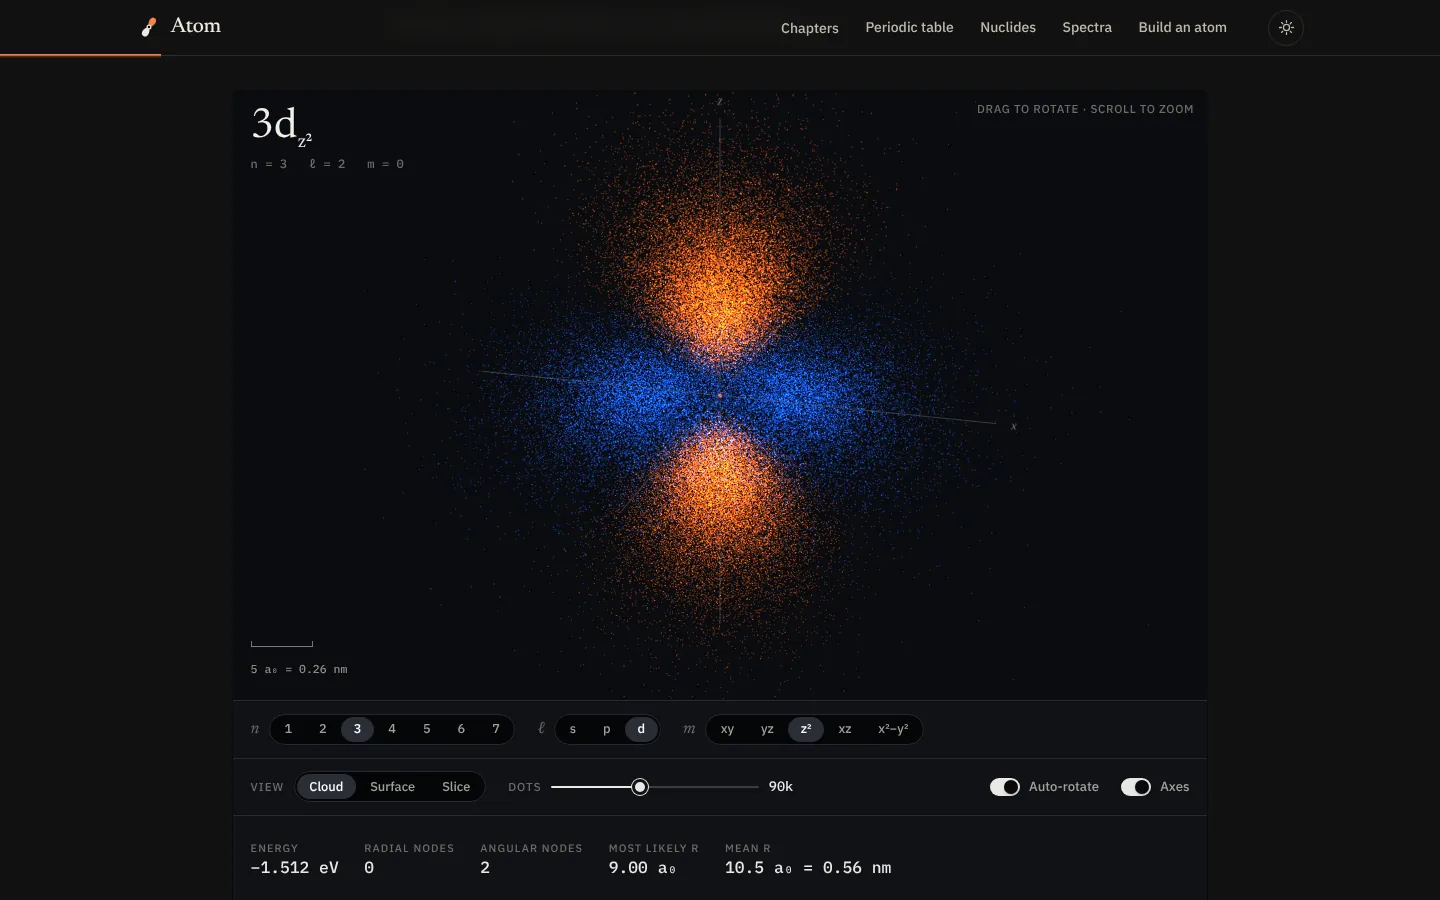 Atom
Chapters Periodic table Nuclides Spectra Build an atom
3d_z²
DRAG TO ROTATE · SCROLL TO ZOOM
n = 3 ℓ = 2 m = 0
z
x
5 a₀ = 0.26 nm
n 1 2 3 4 5 6 7 ℓ s p d m xy yz z² xz x²−y²
VIEW Cloud Surface Slice DOTS 90k Auto-rotate Axes
ENERGY RADIAL NODES ANGULAR NODES MOST LIKELY R MEAN R
−1.512 eV 0 2 9.00 a₀ 10.5 a₀ = 0.56 nm